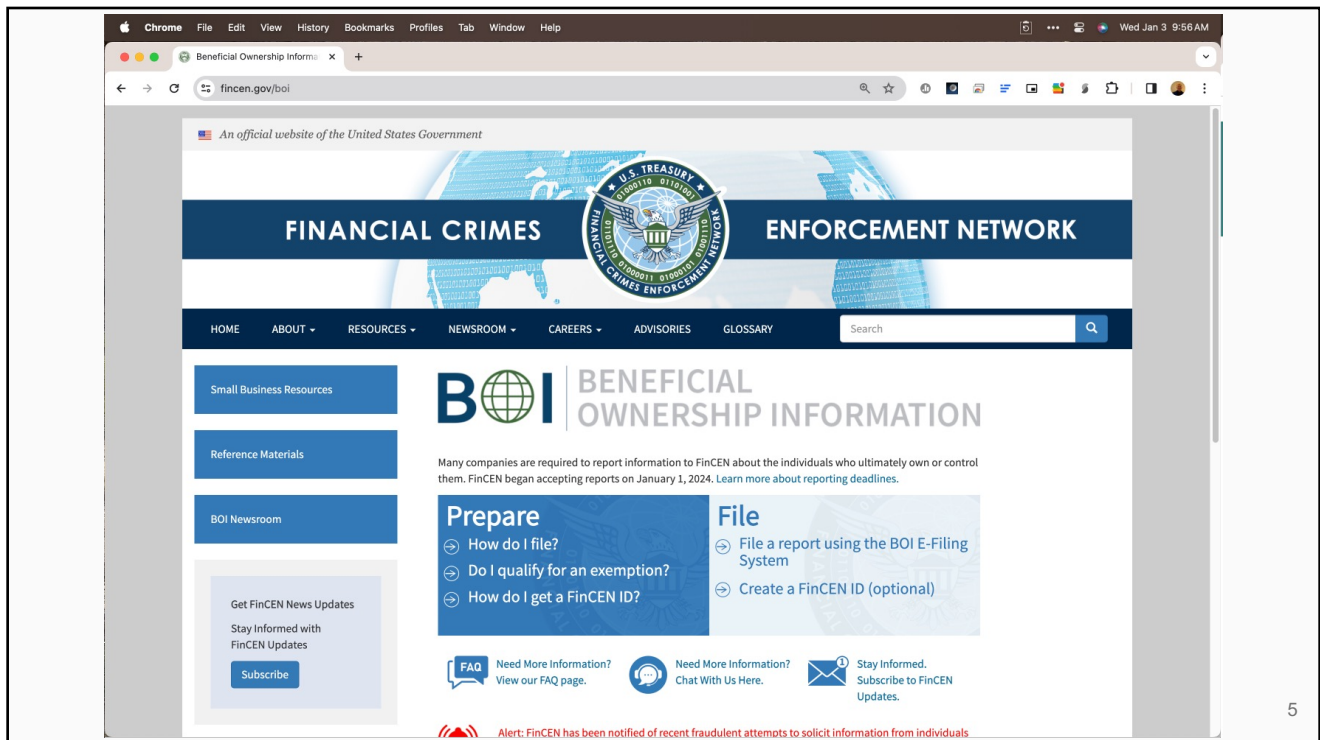 Chrome File Edit View History Bookmarks Profiles Tab Window Help Wed Jan 3 9:56 AM
Beneficial Ownership Informa
fincen.gov/boi
An official website of the United States Government
FINANCIAL CRIMES ENFORCEMENT NETWORK
U.S. TREASURY
FINANCIAL CRIMES ENFORCEMENT NETWORK
HOME ABOUT RESOURCES NEWSROOM CAREERS ADVISORIES GLOSSARY Search
Small Business Resources
Reference Materials
BOI Newsroom
Get FinCEN News Updates
Stay Informed with
FinCEN Updates
Subscribe
BOI BENEFICIAL
OWNERSHIP INFORMATION
Many companies are required to report information to FinCEN about the individuals who ultimately own or control
them. FinCEN began accepting reports on January 1, 2024. Learn more about reporting deadlines.
Prepare
How do I file?
Do I qualify for an exemption?
How do I get a FinCEN ID?
File
File a report using the BOI E-Filing
System
Create a FinCEN ID (optional)
FAQ
Need More Information?
View our FAQ page.
Need More Information?
Chat With Us Here.
1
Stay Informed.
Subscribe to FinCEN
Updates.
Alert: FinCEN has been notified of recent fraudulent attempts to solicit information from individuals
5